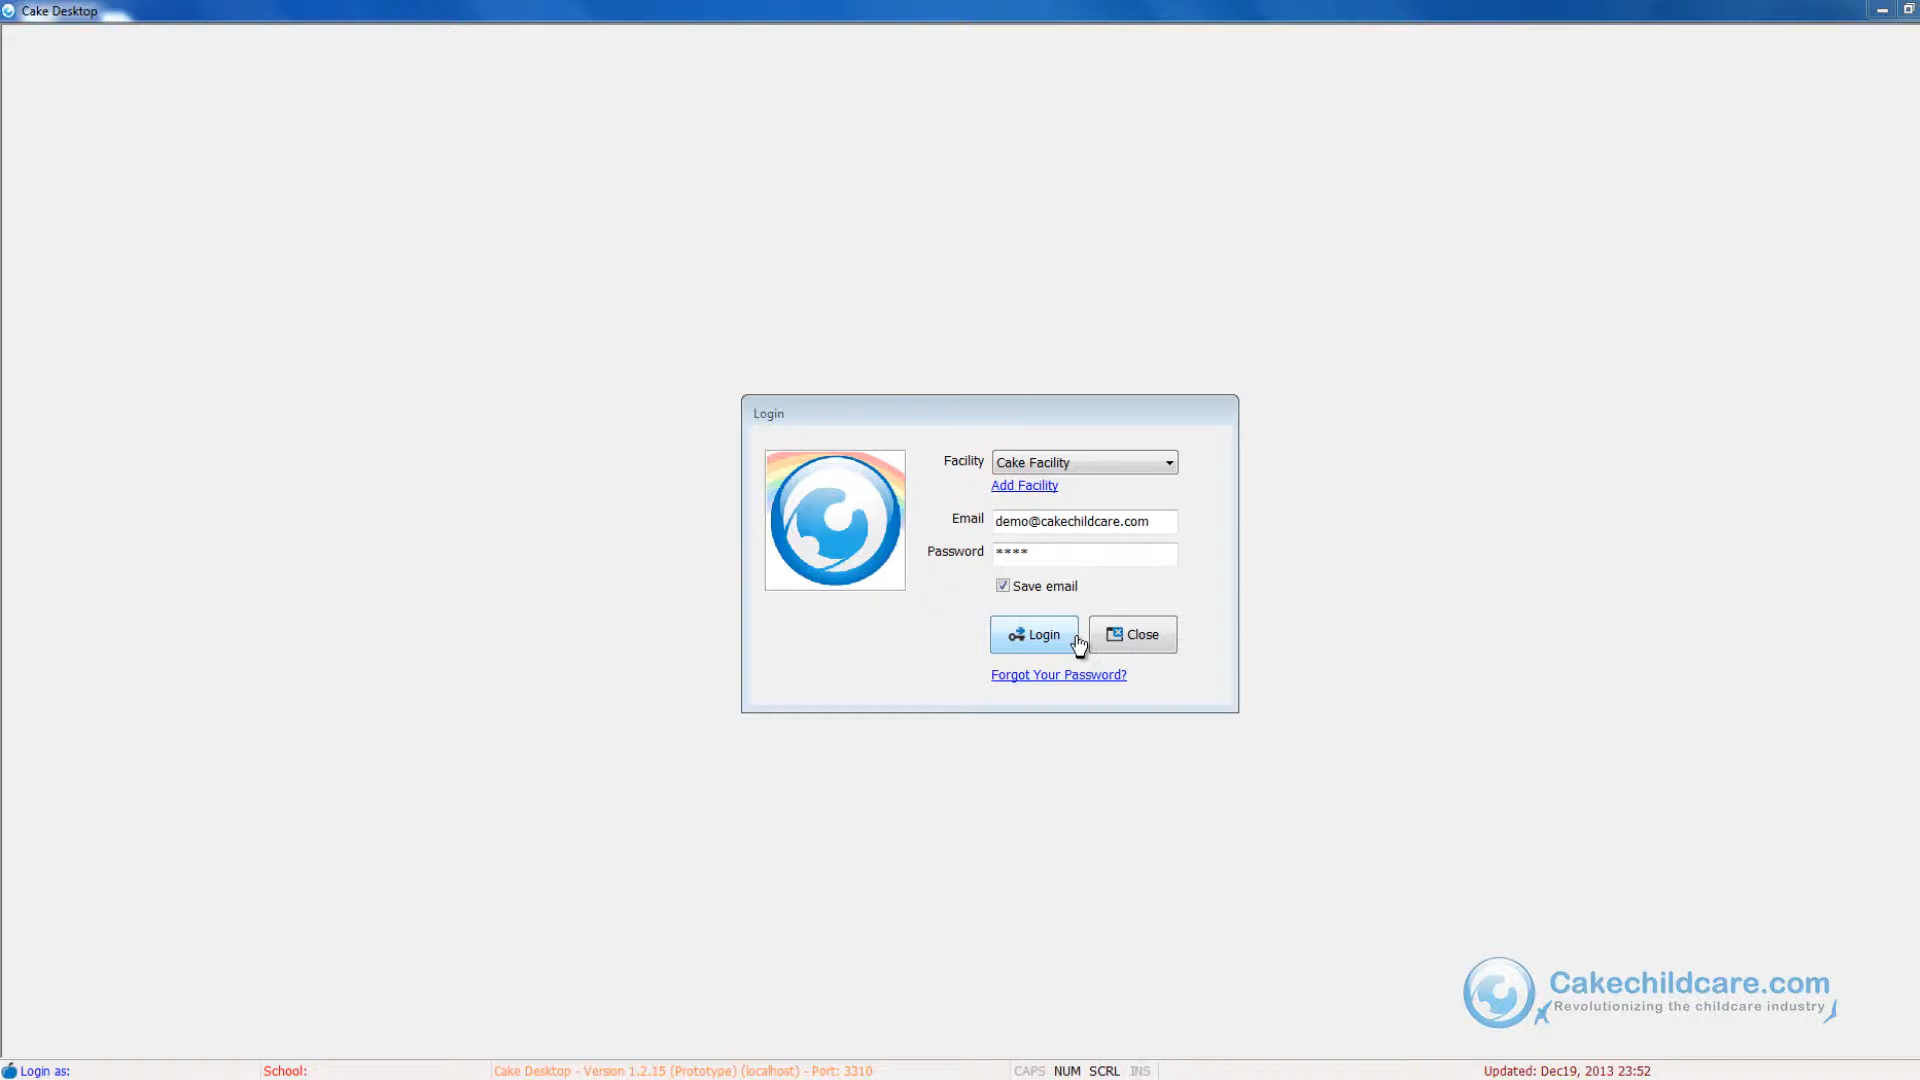 Cake Desktop
Login
Facility Cake Facility
Add Facility
Email demo@cakechildcare.com
Password ****
Save email
Login Close
Forgot Your Password?
Cakechildcare.com
Revolutionizing the childcare industry
Login as: School: Cake Desktop - Version 1.2.15 (Prototype) (localhost) - Port: 3310 CAPS NUM SCRL INS Updated: Dec19, 2013 23:52